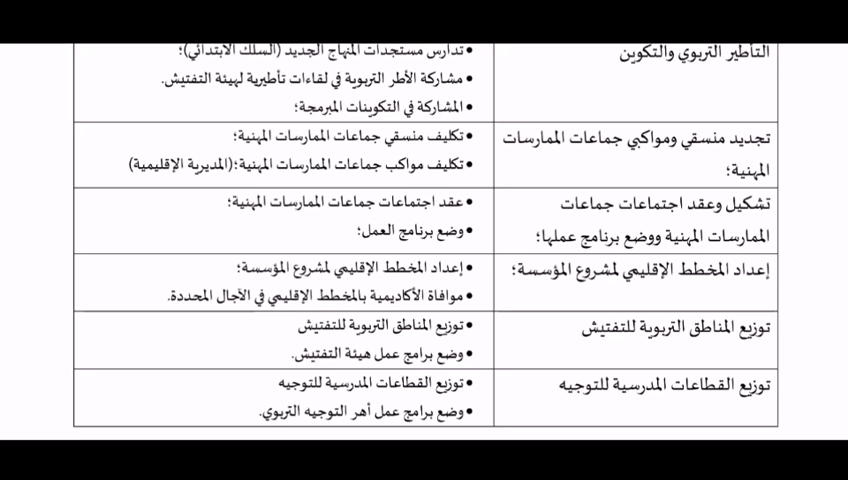 التأطير التربوي والتكوين
• تدارس مستجدات المنهاج الجديد (السلك الابتدائي)؛
• مشاركة الأطر التربوية في لقاءات تأطيرية لهيئة التفتيش.
• المشاركة في التكوينات المبرمجة؛
تجديد منسقي ومواكبي جماعات الممارسات
المهنية؛
• تكليف منسقي جماعات الممارسات المهنية؛
• تكليف مواكب جماعات الممارسات المهنية؛(المديرية الإقليمية)
تشكيل وعقد اجتماعات جماعات
الممارسات المهنية ووضع برنامج عملها؛
• عقد اجتماعات جماعات الممارسات المهنية؛
• وضع برنامج العمل؛
إعداد المخطط الإقليمي لمشروع المؤسسة؛
• إعداد المخطط الإقليمي لمشروع المؤسسة؛
• موافاة الأكاديمية بالمخطط الإقليمي في الآجال المحددة.
توزيع المناطق التربوية للتفتيش
• توزيع المناطق التربوية للتفتيش
• وضع برامج عمل هيئة التفتيش.
توزيع القطاعات المدرسية للتوجيه
• توزيع القطاعات المدرسية للتوجيه
• وضع برامج عمل أهر التوجيه التربوي.